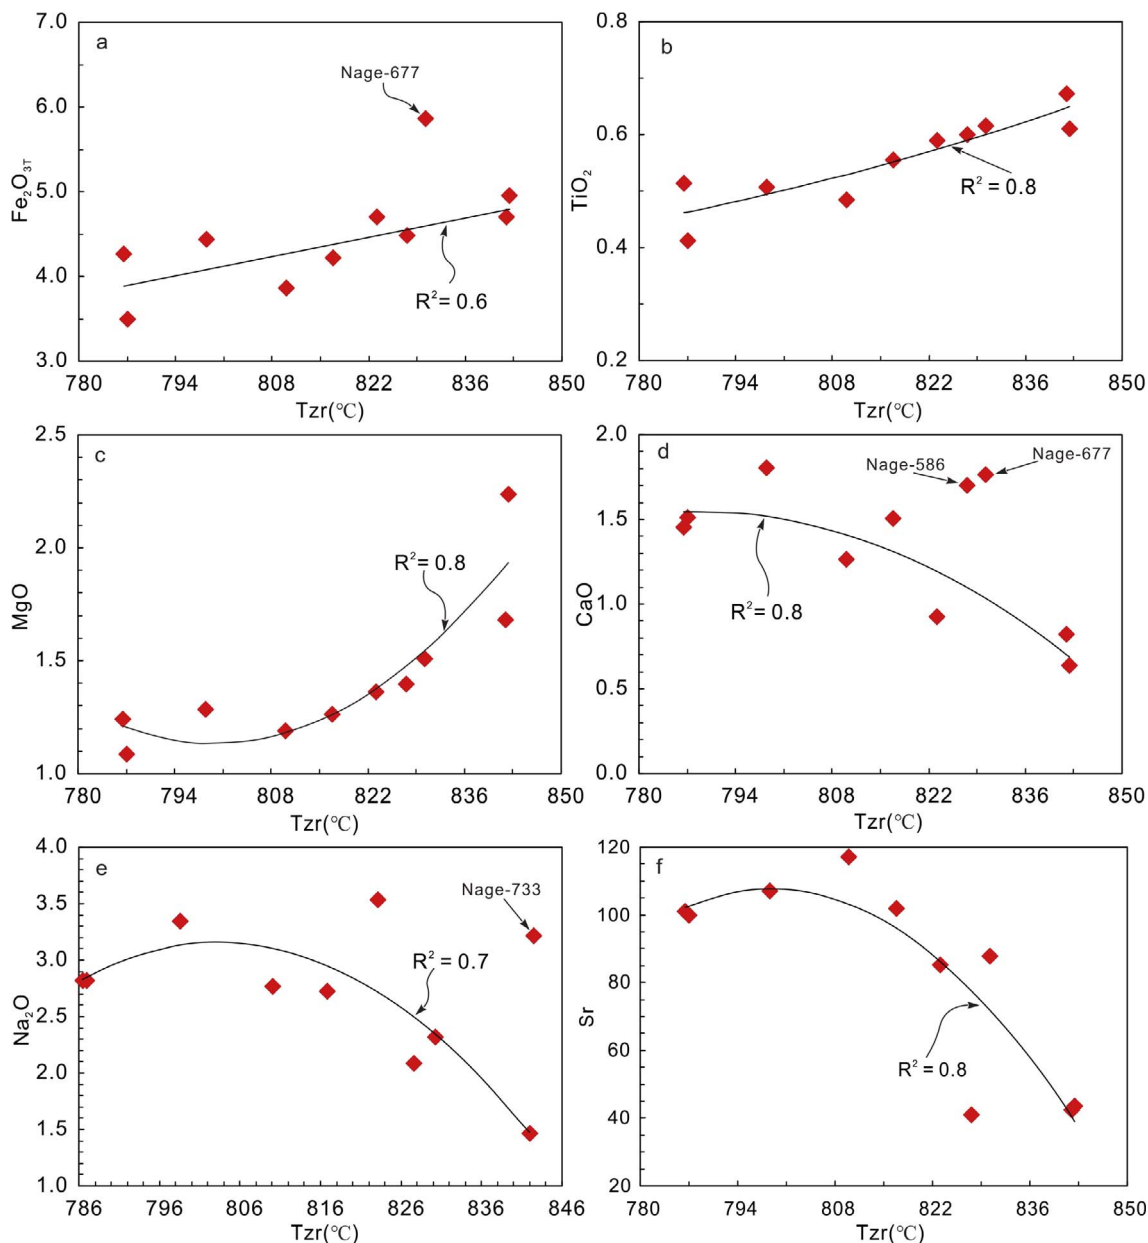 a
Nage-677
R²= 0.6
Fe₂O₃T
7.0
6.0
5.0
4.0
3.0
780 794 808 822 836 850
Tzr(℃)
b
R²= 0.8
TiO₂
0.8
0.6
0.4
0.2
780 794 808 822 836 850
Tzr(℃)
c
R²= 0.8
MgO
2.5
2.0
1.5
1.0
780 794 808 822 836 850
Tzr(℃)
d
Nage-586
Nage-677
R²= 0.8
CaO
2.0
1.5
1.0
0.5
0.0
780 794 808 822 836 850
Tzr(℃)
e
Nage-733
R²= 0.7
Na₂O
4.0
3.5
3.0
2.5
2.0
1.5
1.0
786 796 806 816 826 836 846
Tzr(℃)
f
R²= 0.8
Sr
120
100
80
60
40
20
780 794 808 822 836 850
Tzr(℃)